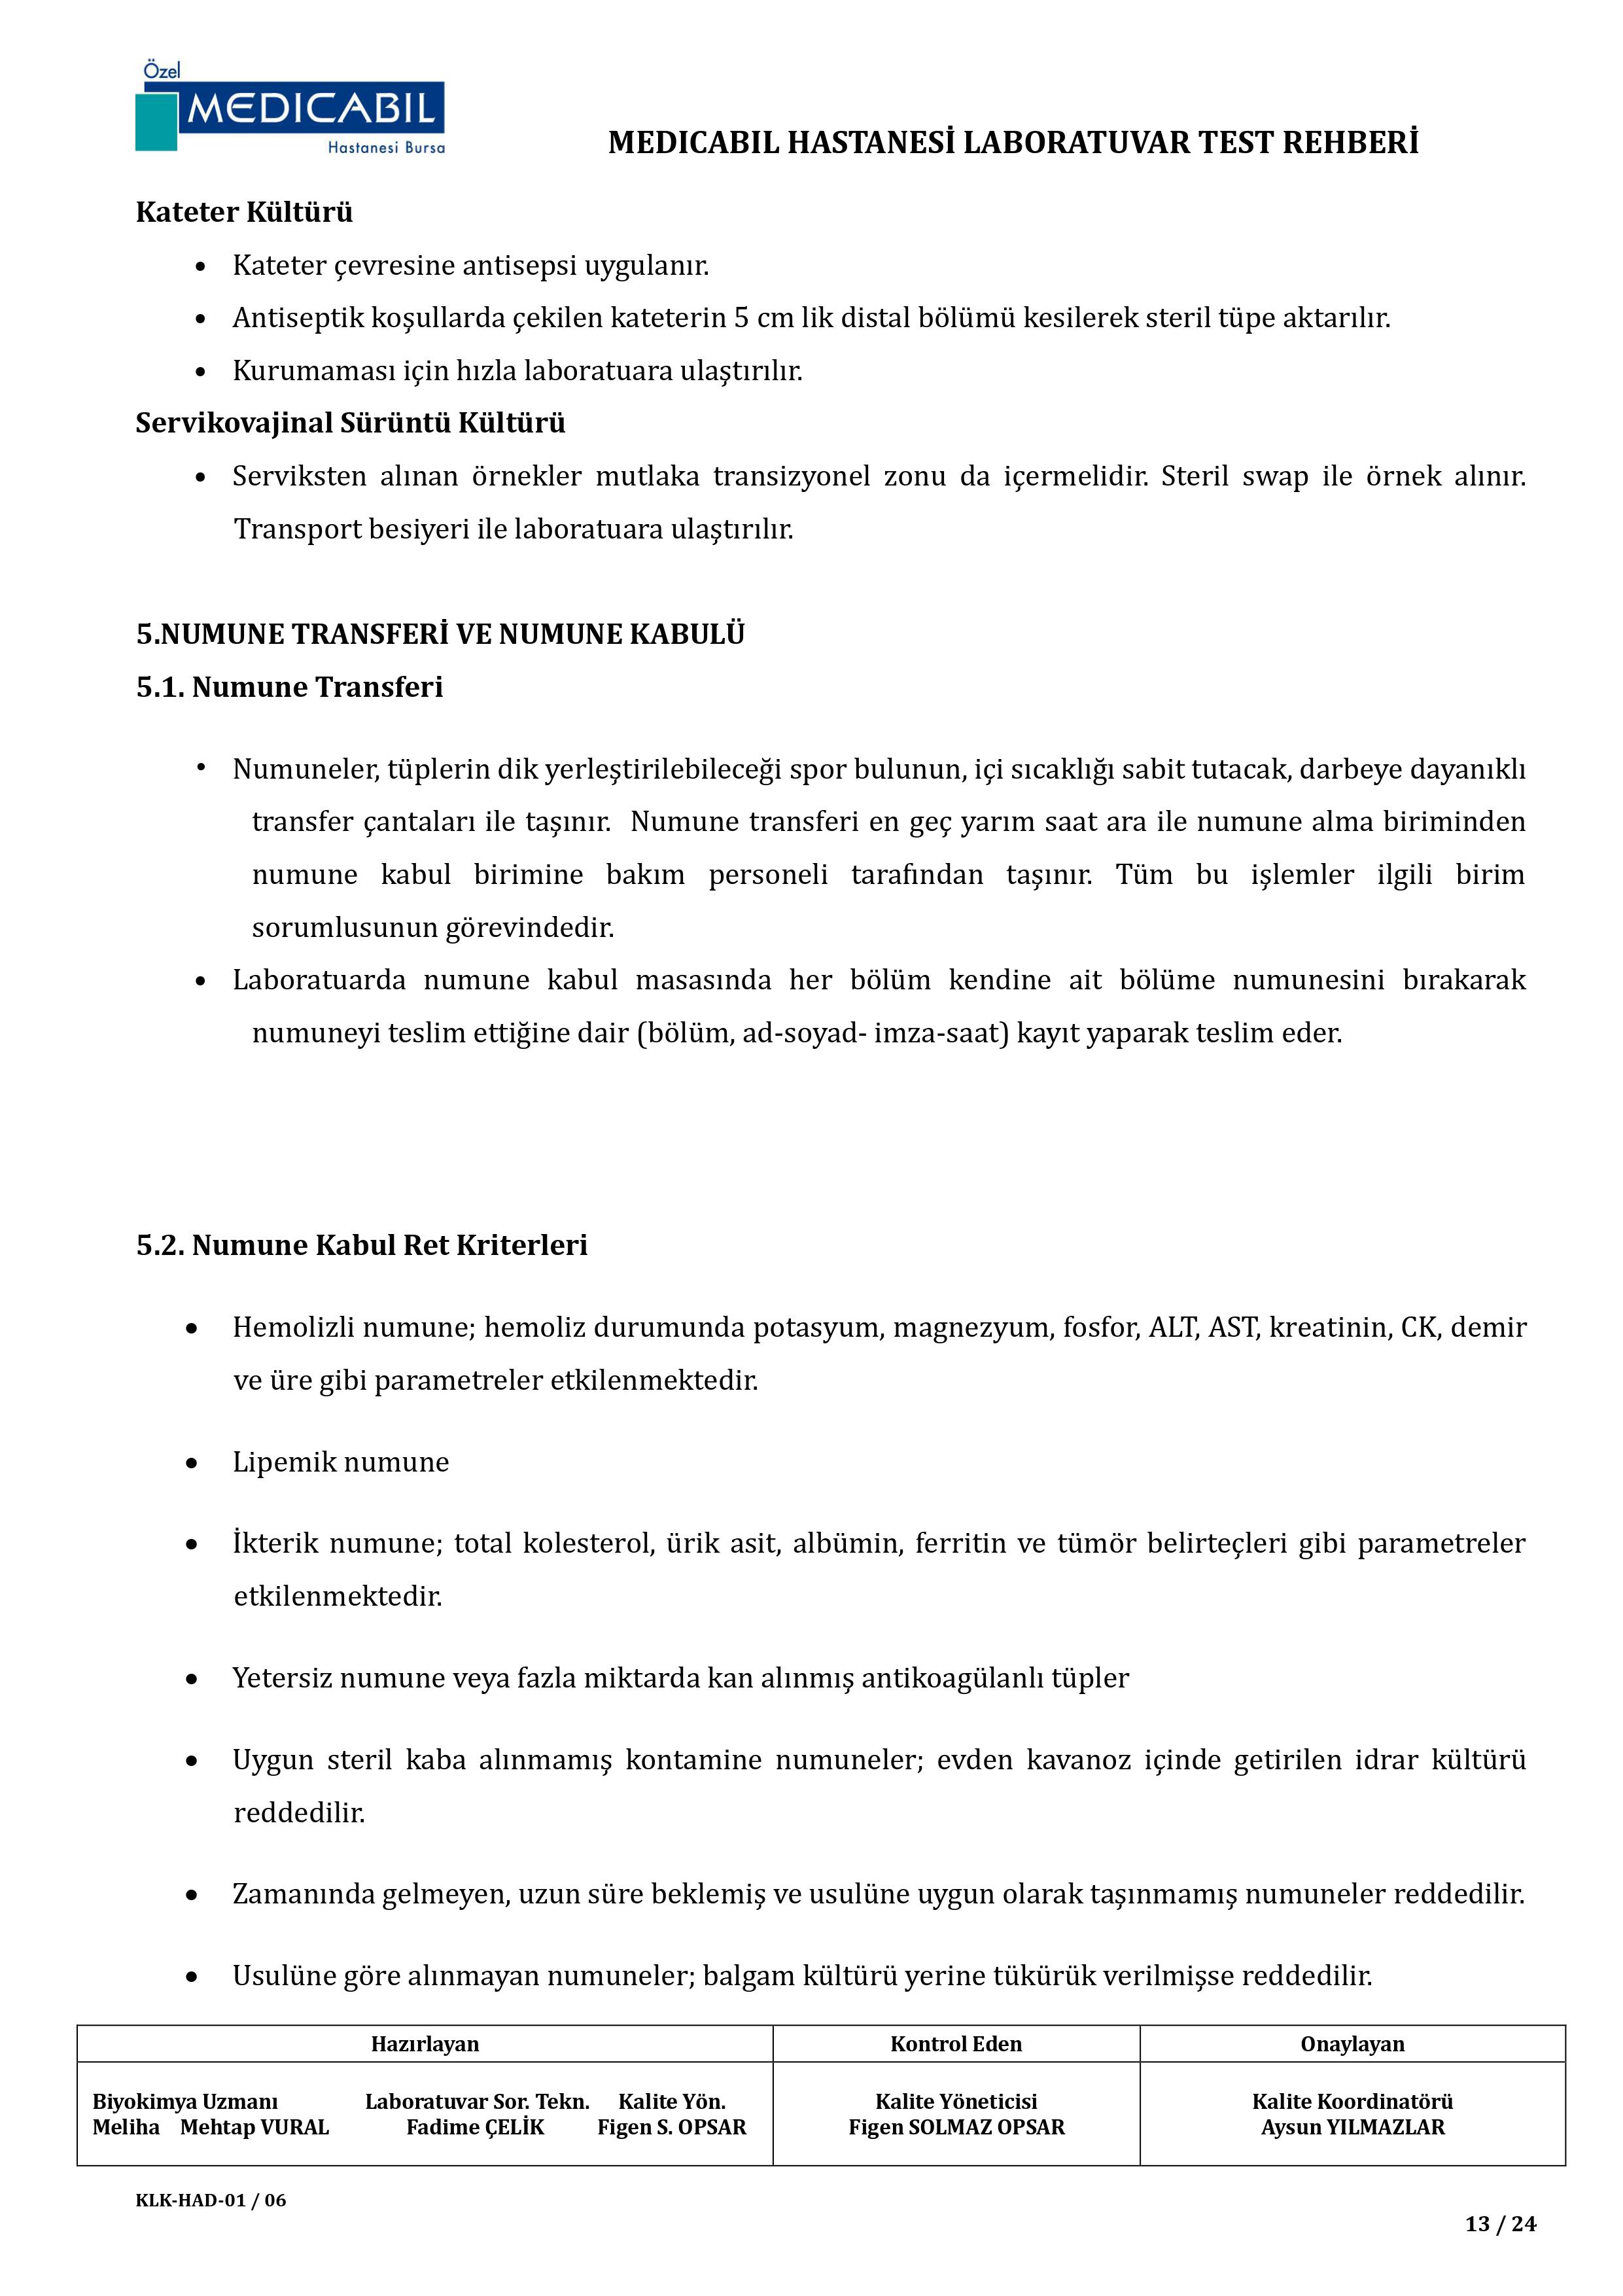 Özel
MEDICABIL
Hastanesi Bursa
MEDICABIL HASTANESİ LABORATUVAR TEST REHBERİ
Kateter Kültürü
• Kateter çevresine antisepsi uygulanır.
• Antiseptik koşullarda çekilen kateterin 5 cm lik distal bölümü kesilerek steril tüpe aktarılır.
• Kurumaması için hızla laboratuara ulaştırılır.
Servikovajinal Sürüntü Kültürü
• Serviksten alınan örnekler mutlaka transizyonel zonu da içermelidir. Steril swap ile örnek alınır.
Transport besiyeri ile laboratuara ulaştırılır.
5.NUMUNE TRANSFERİ VE NUMUNE KABULÜ
5.1. Numune Transferi
• Numuneler, tüplerin dik yerleştirilebileceği spor bulunun, içi sıcaklığı sabit tutacak, darbeye dayanıklı
transfer çantaları ile taşınır. Numune transferi en geç yarım saat ara ile numune alma biriminden
numune kabul birimine bakım personeli tarafından taşınır. Tüm bu işlemler ilgili birim
sorumlusunun görevindedir.
• Laboratuarda numune kabul masasında her bölüm kendine ait bölüme numunesini bırakarak
numuneyi teslim ettiğine dair (bölüm, ad-soyad- imza-saat) kayıt yaparak teslim eder.
5.2. Numune Kabul Ret Kriterleri
• Hemolizli numune; hemoliz durumunda potasyum, magnezyum, fosfor, ALT, AST, kreatinin, CK, demir
ve üre gibi parametreler etkilenmektedir.
• Lipemik numune
• İkterik numune; total kolesterol, ürik asit, albümin, ferritin ve tümör belirteçleri gibi parametreler
etkilenmektedir.
• Yetersiz numune veya fazla miktarda kan alınmış antikoagülanlı tüpler
• Uygun steril kaba alınmamış kontamine numuneler; evden kavanoz içinde getirilen idrar kültürü
reddedilir.
• Zamanında gelmeyen, uzun süre beklemiş ve usulüne uygun olarak taşınmamış numuneler reddedilir.
• Usulüne göre alınmayan numuneler; balgam kültürü yerine tükürük verilmişse reddedilir.
Hazırlayan Kontrol Eden Onaylayan
Biyokimya Uzmanı Laboratuvar Sor. Tekn. Kalite Yön. Kalite Yöneticisi Kalite Koordinatörü
Meliha Mehtap VURAL Fadime ÇELİK Figen S. OPSAR Figen SOLMAZ OPSAR Aysun YILMAZLAR
KLK-HAD-01 / 06
13 / 24